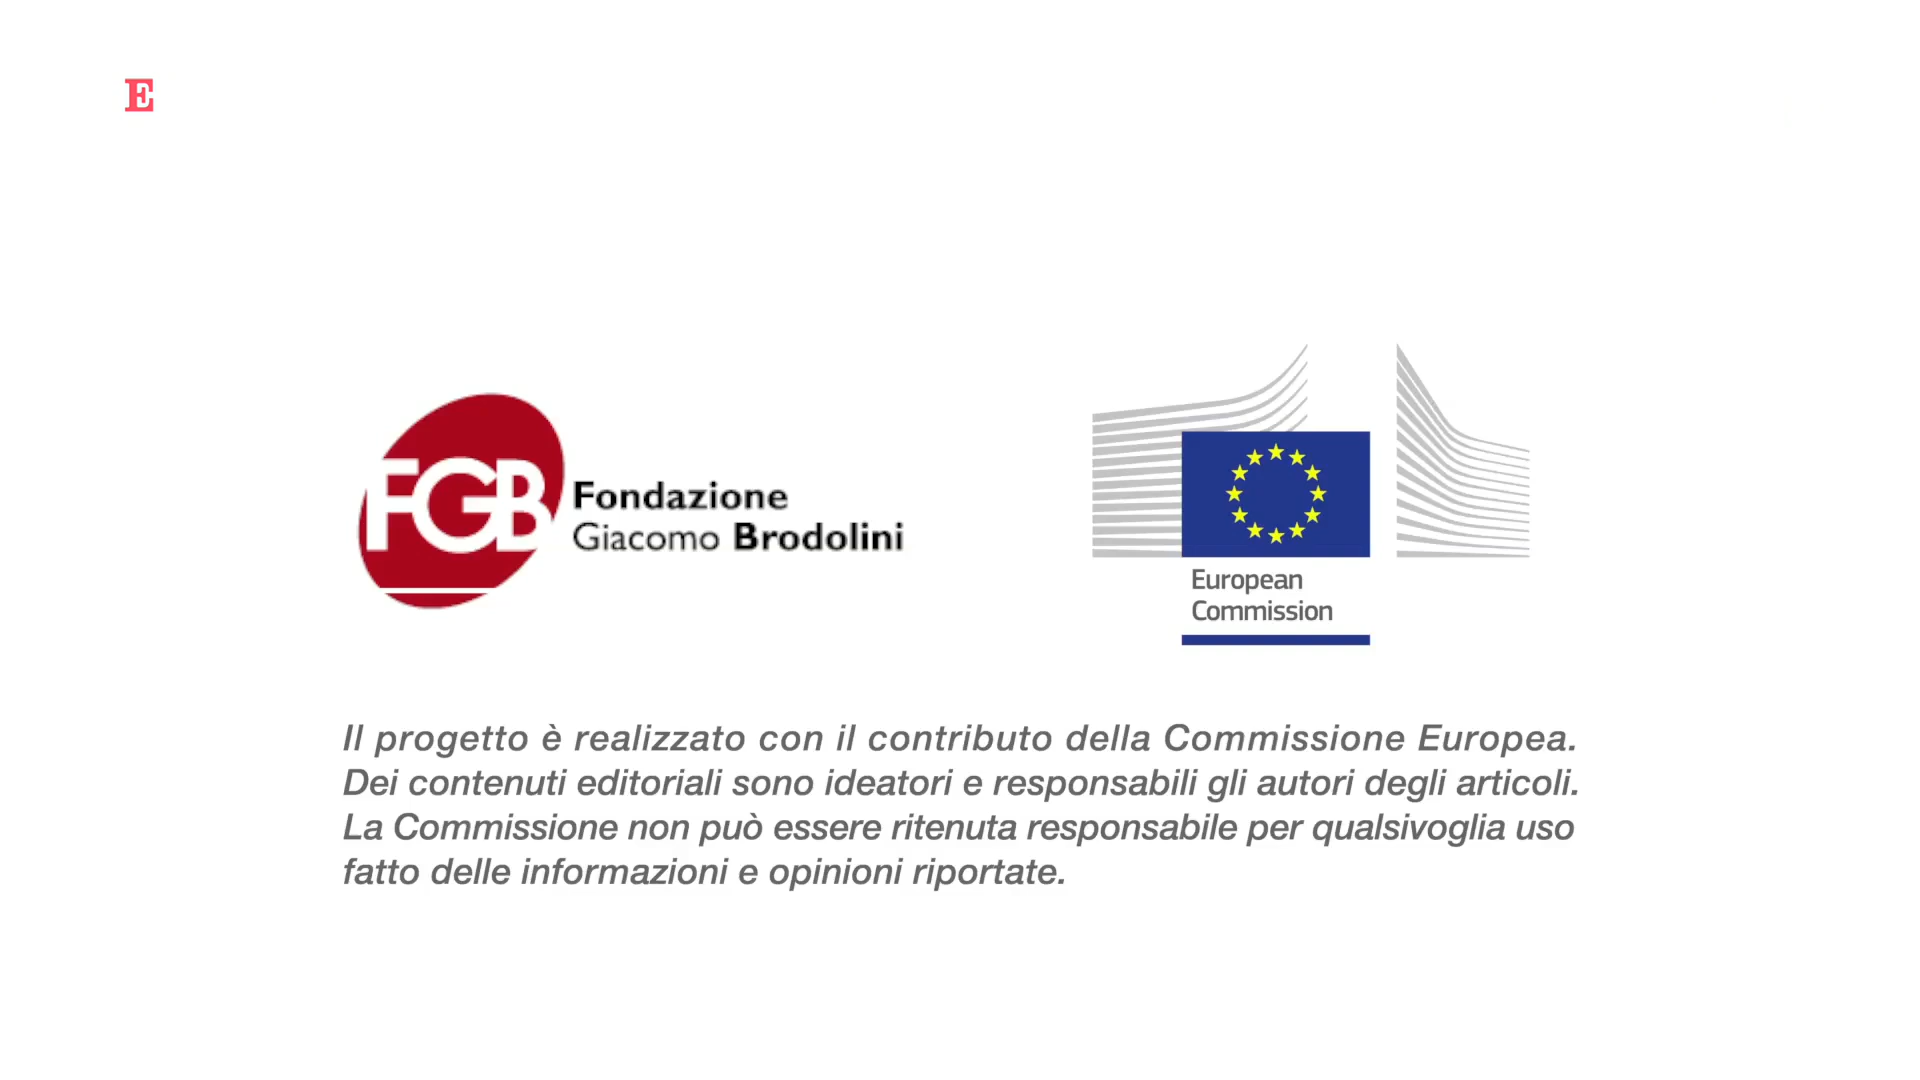 E
FGB
Fondazione
Giacomo Brodolini
European
Commission
Il progetto è realizzato con il contributo della Commissione Europea.
Dei contenuti editoriali sono ideatori e responsabili gli autori degli articoli.
La Commissione non può essere ritenuta responsabile per qualsivoglia uso
fatto delle informazioni e opinioni riportate.